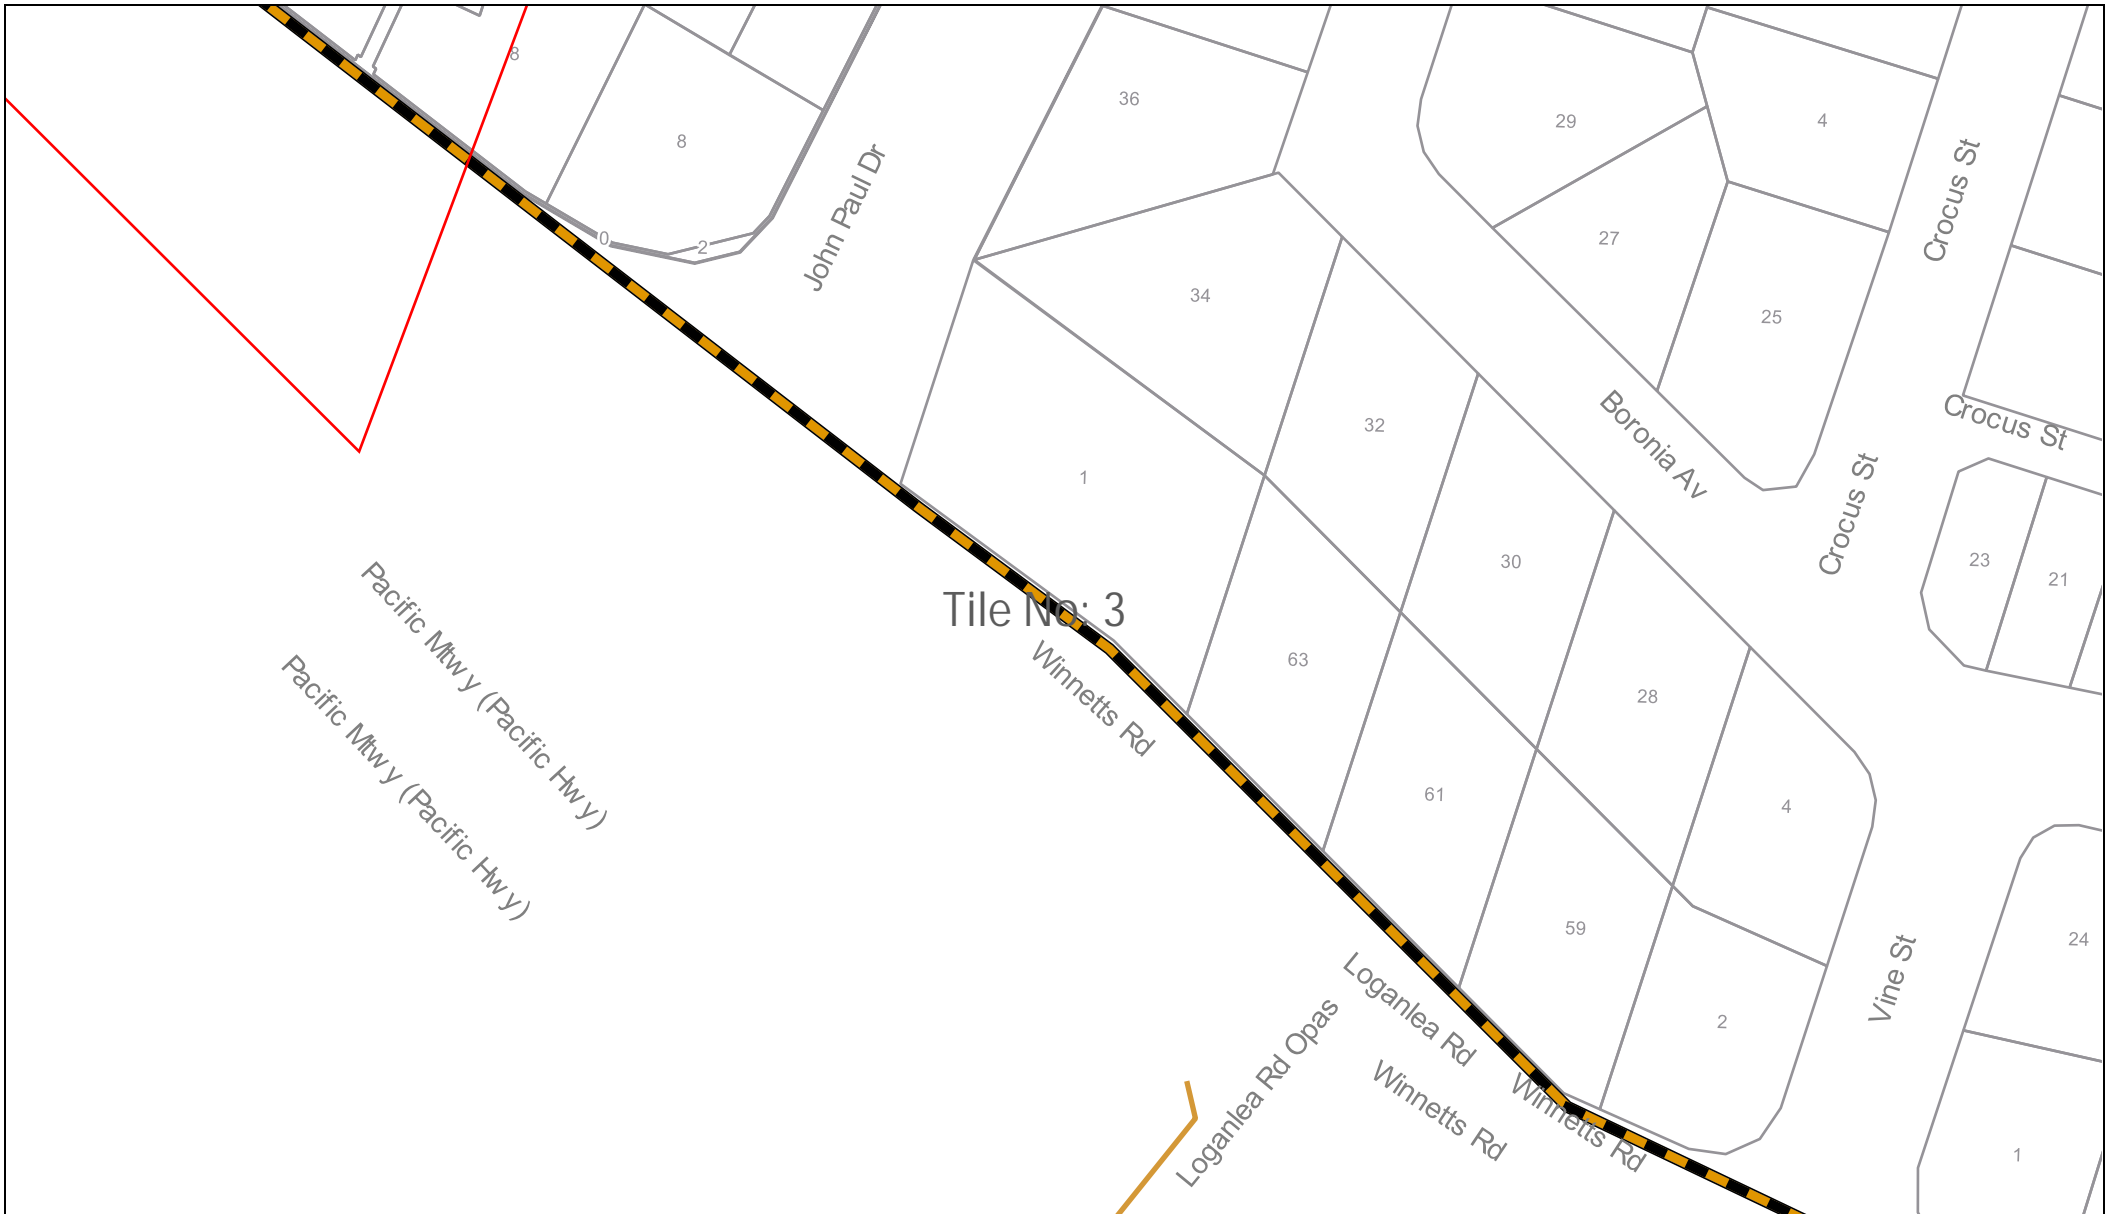 8
36
29
4
8
John Paul Dr
Crocus St
0
2
27
34
25
32
Boronia Av
Crocus St
1
Crocus St
23
21
30
Tile No: 3
Pacific Mtwy (Pacific Hwy)
Winnetts Rd
63
28
Pacific Mtwy (Pacific Hwy)
61
4
59
24
Vine St
Loganlea Rd
2
Loganlea Rd Opas
Winnetts Rd
Winnetts Rd
1